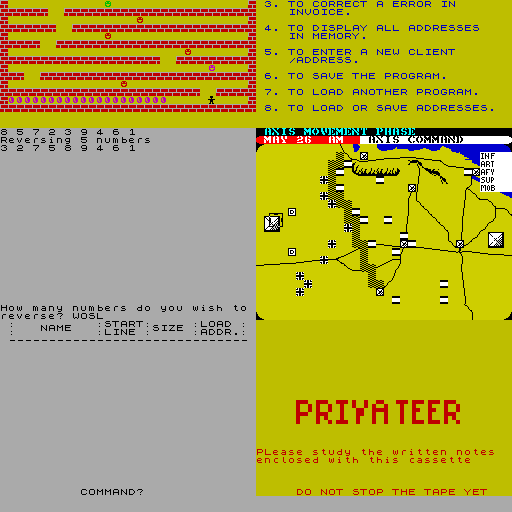 3. TO CORRECT A ERROR IN
INVOICE.
4. TO DISPLAY ALL ADDRESSES
IN MEMORY.
5. TO ENTER A NEW CLIENT
/ADDRESS.
6. TO SAVE THE PROGRAM.
7. TO LOAD ANOTHER PROGRAM.
8. TO LOAD OR SAVE ADDRESSES.
8 5 7 2 3 9 4 6 1
Reversing 5 numbers
3 2 7 5 8 9 4 6 1
How many numbers do you wish to
reverse? WOSL
AXIS MOVEMENT PHASE
MAY 26 AM AXIS COMMAND
INF
ART
AFY
SUP
MOB
: NAME :START:SIZE :LOAD :
: :LINE : :ADDR.:
------------------------------
COMMAND?
PRIVATEER
Please study the written notes
enclosed with this cassette
DO NOT STOP THE TAPE YET